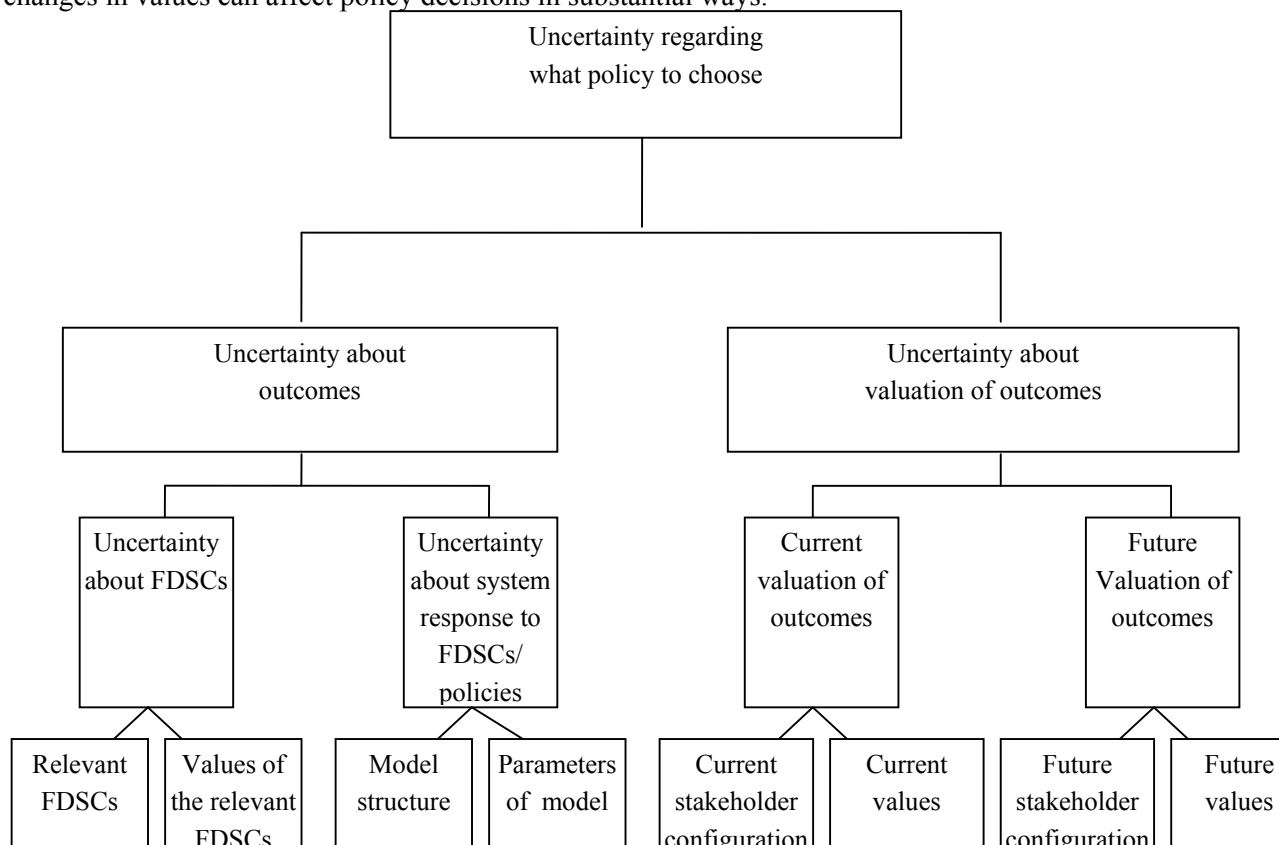 changes in values can affect policy decisions in substantial ways.
Uncertainty regarding
what policy to choose
Uncertainty about
outcomes
Uncertainty about
valuation of outcomes
Uncertainty
about FDSCs
Uncertainty
about system
response to
FDSCs/
policies
Current
valuation of
outcomes
Future
Valuation of
outcomes
Relevant
FDSCs
Values of
the relevant
FDSCs
Model
structure
Parameters
of model
Current
stakeholder
configuration
Current
values
Future
stakeholder
configuration
Future
values